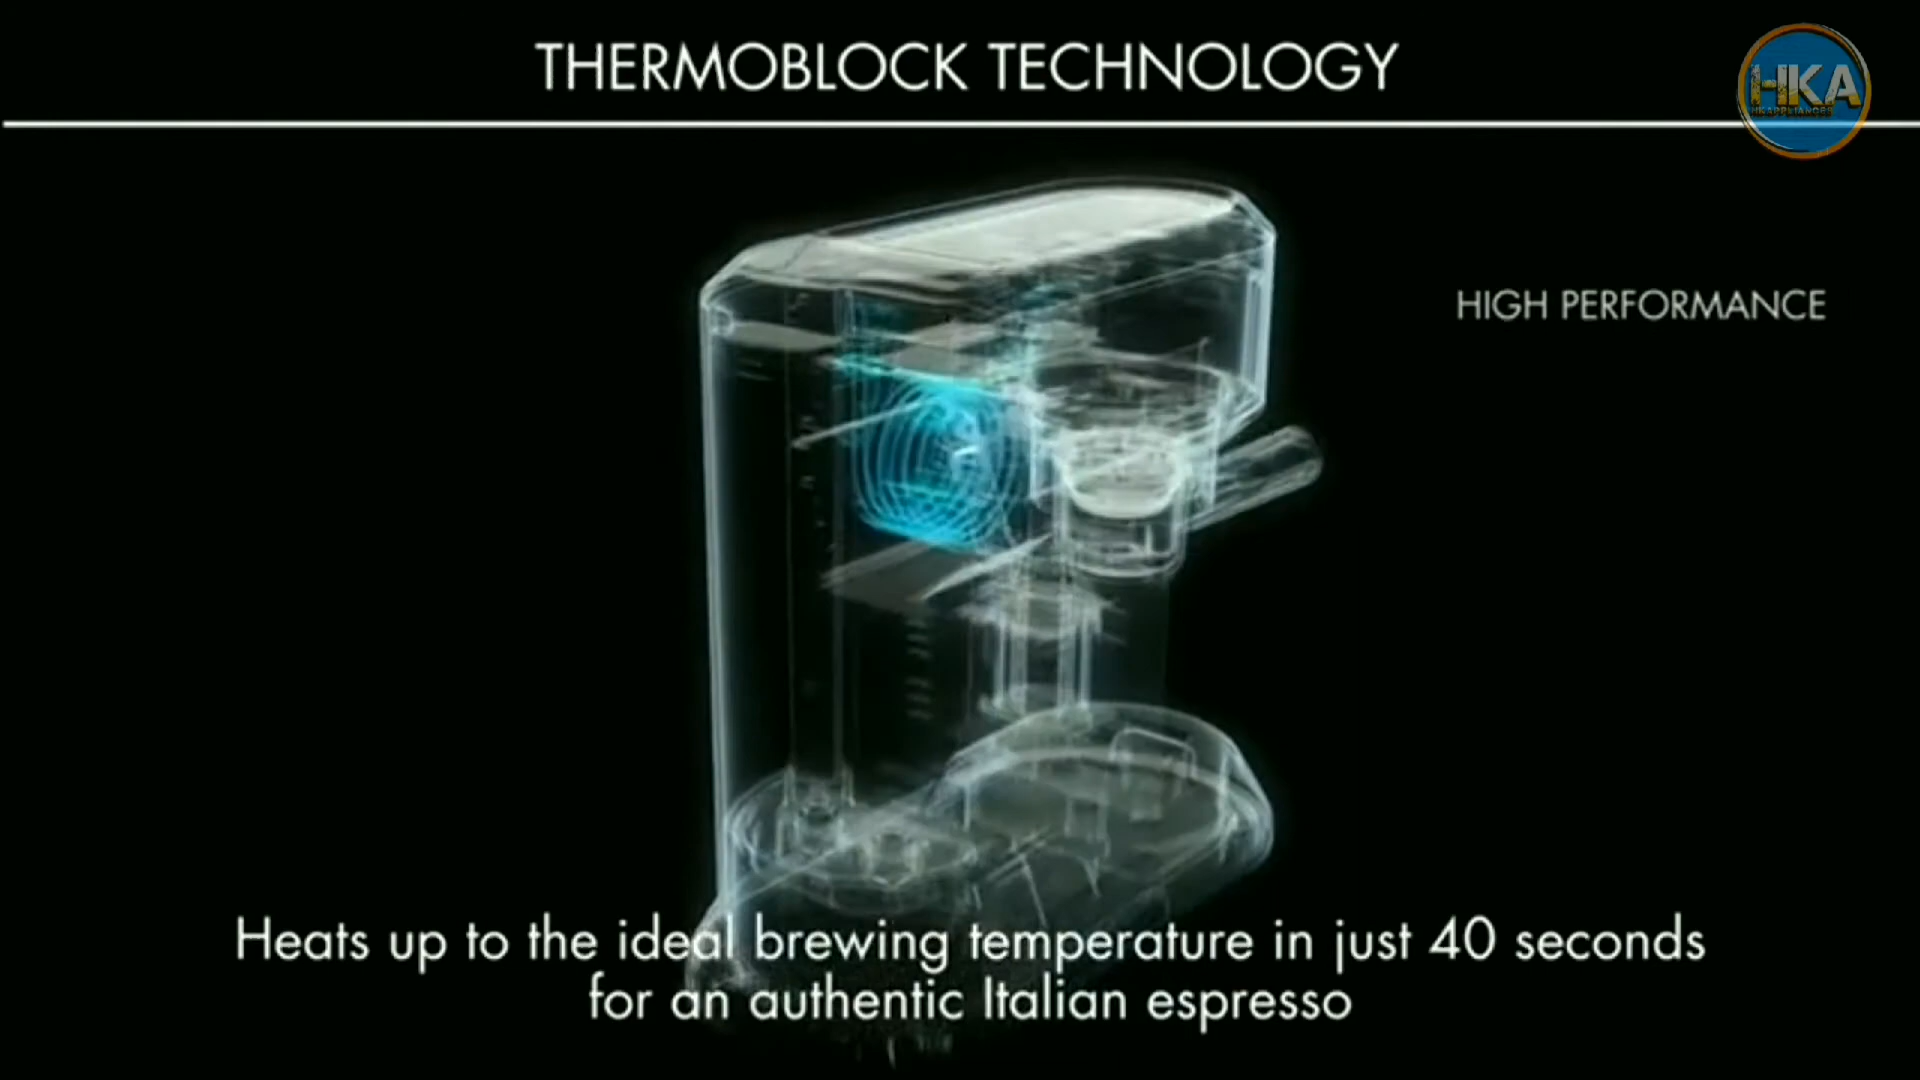 THERMOBLOCK TECHNOLOGY
HKA
HKAPPLIANCES
HIGH PERFORMANCE
Heats up to the ideal brewing temperature in just 40 seconds
for an authentic Italian espresso